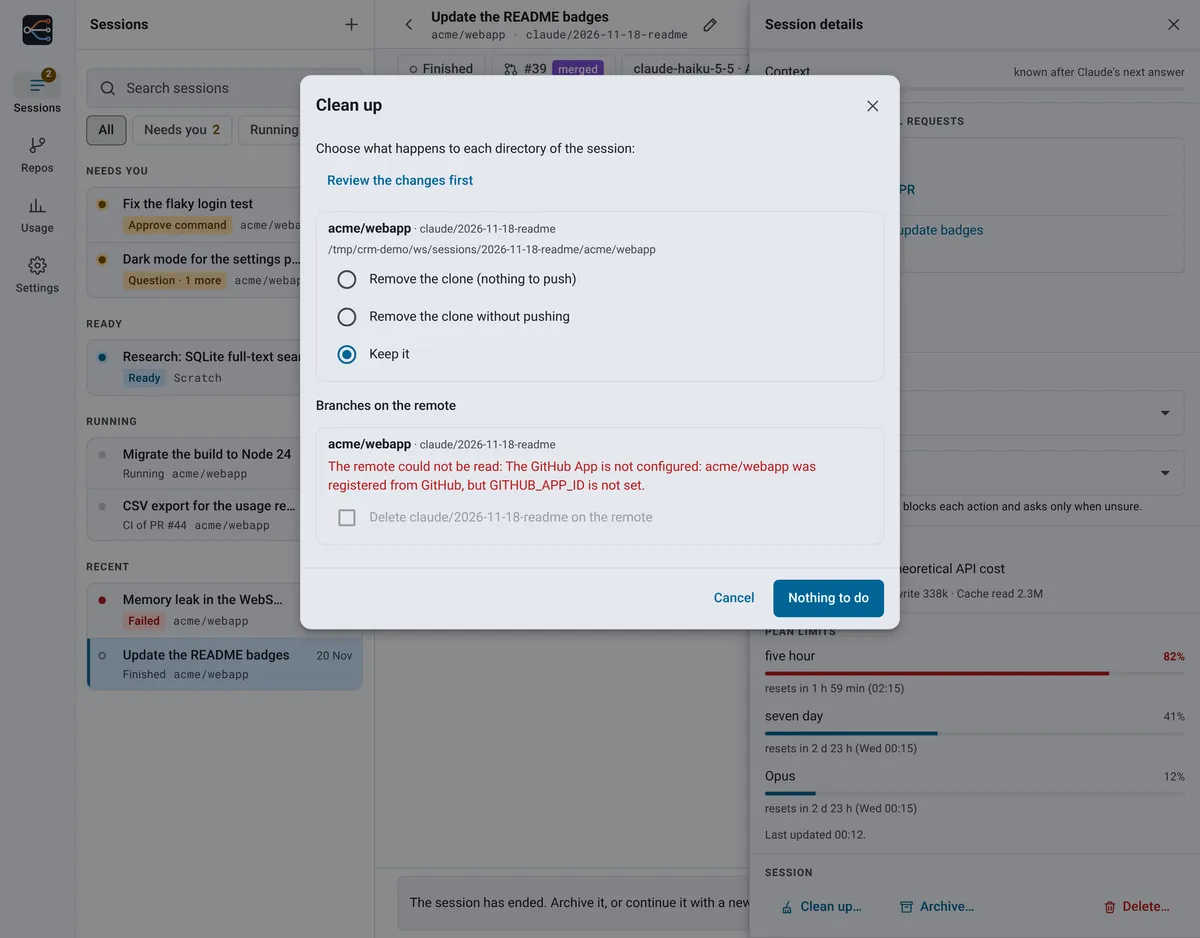 Sessions
2
Sessions
Repos
Usage
Settings
Search sessions
All
Needs you 2
Running
NEEDS YOU
Fix the flaky login test
Approve command
Dark mode for the settings p…
Question · 1 more
READY
Research: SQLite full-text
Ready Scratch
RUNNING
Migrate the build to Node 24
Running acme/webapp
CSV export for the usage re…
CI of PR #44 acme/webapp
RECENT
Memory leak in the WebS…
Failed acme/webapp
Update the README badges 20 Nov
Finished acme/webapp
Update the README badges
acme/webapp · claude/2026-11-18-readme
Finished
#39 merged
claude-haiku-5-5 ·
Clean up
Choose what happens to each directory of the session:
Review the changes first
acme/webapp · claude/2026-11-18-readme
/tmp/crm-demo/ws/sessions/2026-11-18-readme/acme/webapp
Remove the clone (nothing to push)
Remove the clone without pushing
Keep it
Branches on the remote
acme/webapp · claude/2026-11-18-readme
The remote could not be read: The GitHub App is not configured: acme/webapp was
registered from GitHub, but GITHUB_APP_ID is not set.
Delete claude/2026-11-18-readme on the remote
Cancel
Nothing to do
The session has ended. Archive it, or continue it with a new
Session details
Context
known after Claude's next answer
REQUESTS
PR
update badges
blocks each action and asks only when unsure.
API cost
338k · Cache read 2.3M
PLAN LIMITS
five hour 82%
resets in 1 h 59 min (02:15)
seven day 41%
resets in 2 d 23 h (Wed 00:15)
Opus 12%
resets in 2 d 23 h (Wed 00:15)
Last updated 00:12.
SESSION
Clean up…
Archive…
Delete…